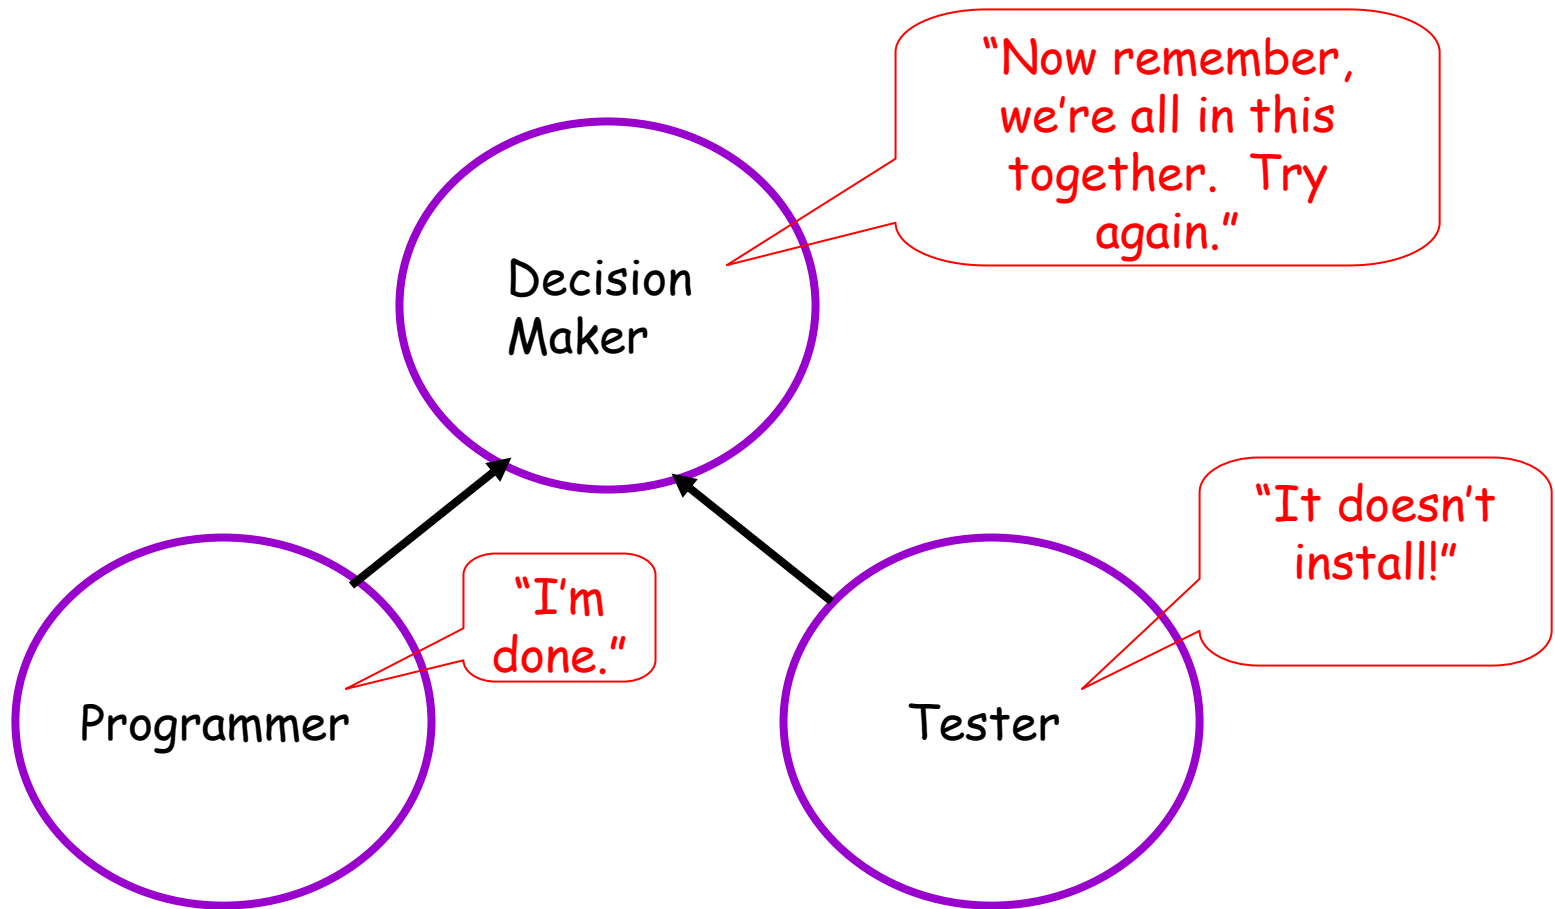 “Now remember,
we’re all in this
together.  Try
again.”
Decision
Maker
“It doesn’t
install!”
“I’m
done.”
Programmer
Tester